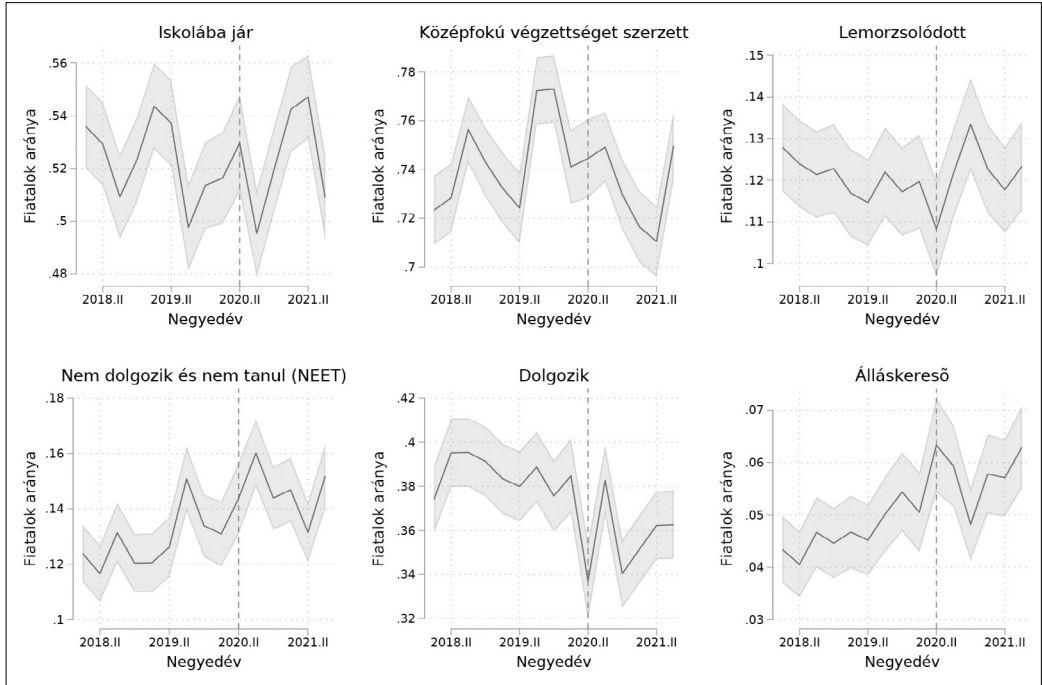 Iskolába jár
Fiatalok aránya
.56
.54
.52
.5
.48
2018.II 2019.II 2020.II 2021.II
Negyedév
Középfokú végzettséget szerzett
Fiatalok aránya
.78
.76
.74
.72
.7
2018.II 2019.II 2020.II 2021.II
Negyedév
Lemorzsolódott
Fiatalok aránya
.15
.14
.13
.12
.11
.1
2018.II 2019.II 2020.II 2021.II
Negyedév
Nem dolgozik és nem tanul (NEET)
Fiatalok aránya
.18
.16
.14
.12
.1
2018.II 2019.II 2020.II 2021.II
Negyedév
Dolgozik
Fiatalok aránya
.42
.4
.38
.36
.34
.32
2018.II 2019.II 2020.II 2021.II
Negyedév
Álláskeresõ
Fiatalok aránya
.07
.06
.05
.04
.03
2018.II 2019.II 2020.II 2021.II
Negyedév